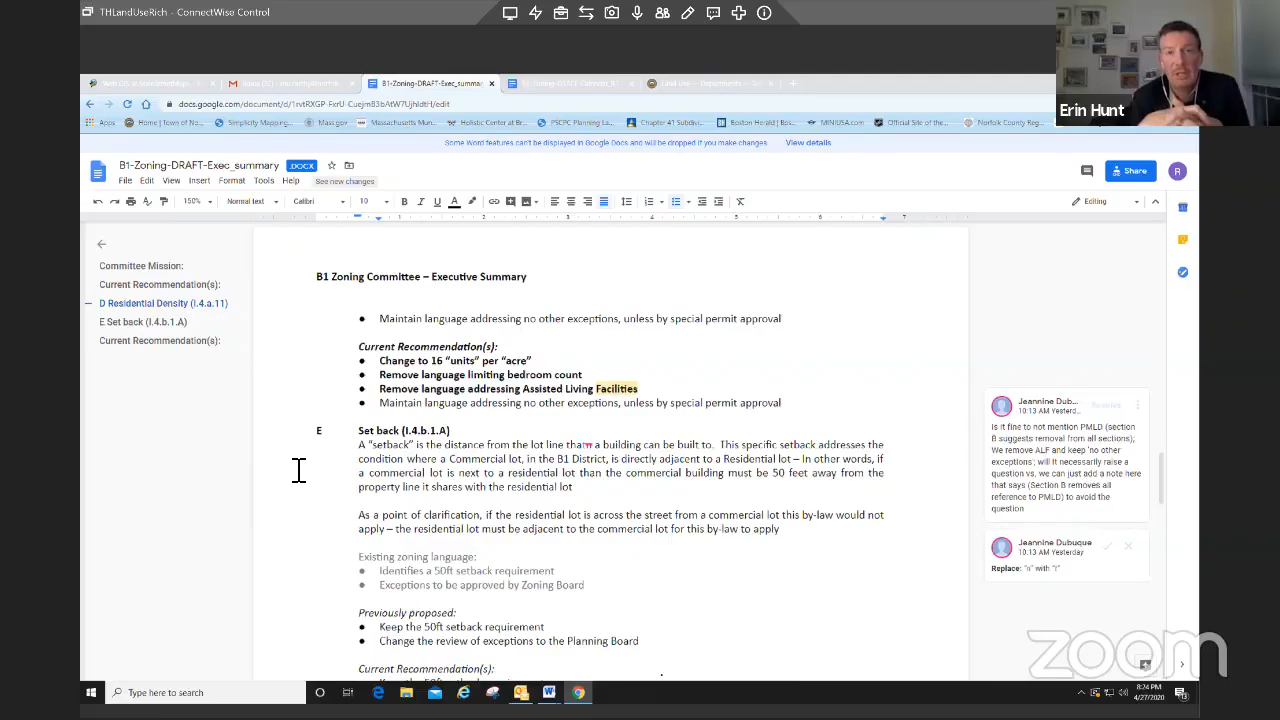 THLandUseRich - ConnectWise Control
Erin Hunt
B1-Zoning-DRAFT-Exec_summa
docs.google.com/document/d/1rvtRXGP-FxrU-CuejmB3bAtW7UjhldtH/edit
Apps
Home | Town of No
Simplicity Mapping
Mass.gov
Massachusetts Mun
Holistic Center at Br
PSCPC Planning La
Chapter 41 Subdivi
Boston Herald | Bos
MINIUSA.com
Official Site of the
Norfolk County Reg
Some Word features can't be displayed in Google Docs and will be dropped if you make changes.
View details
B1-Zoning-DRAFT-Exec_summary .DOCX
Share
R
File Edit View Insert Format Tools Help
See new changes
150% Normal text Calibri 10 B I U A
Editing
1 2 3 4 5 6 7
Committee Mission:
Current Recommendation(s):
D Residential Density (I.4.a.11)
E Set back (I.4.b.1.A)
Current Recommendation(s):
B1 Zoning Committee – Executive Summary
● Maintain language addressing no other exceptions, unless by special permit approval
Current Recommendation(s):
● Change to 16 “units” per “acre”
● Remove language limiting bedroom count
● Remove language addressing Assisted Living Facilities
● Maintain language addressing no other exceptions, unless by special permit approval
E Set back (I.4.b.1.A)
A “setback” is the distance from the lot line than a building can be built to. This specific setback addresses the
condition where a Commercial lot, in the B1 District, is directly adjacent to a Residential lot – In other words, if
a commercial lot is next to a residential lot than the commercial building must be 50 feet away from the
property line it shares with the residential lot
As a point of clarification, if the residential lot is across the street from a commercial lot this by-law would not
apply – the residential lot must be adjacent to the commercial lot for this by-law to apply
Existing zoning language:
● Identifies a 50ft setback requirement
● Exceptions to be approved by Zoning Board
Previously proposed:
● Keep the 50ft setback requirement
● Change the review of exceptions to the Planning Board
Current Recommendation(s):
Jeannine Dub...
10:13 AM Yesterd...
Resolve
Is it fine to not mention PMLD (section
B suggests removal from all sections);
We remove ALF and keep 'no other
exceptions'; will it necessarily raise a
question vs. we can just add a note here
that says (Section B removes all
reference to PMLD) to avoid the
question
Jeannine Dubuque
10:13 AM Yesterday
zoom
Type here to search
8:24 PM
4/27/2020